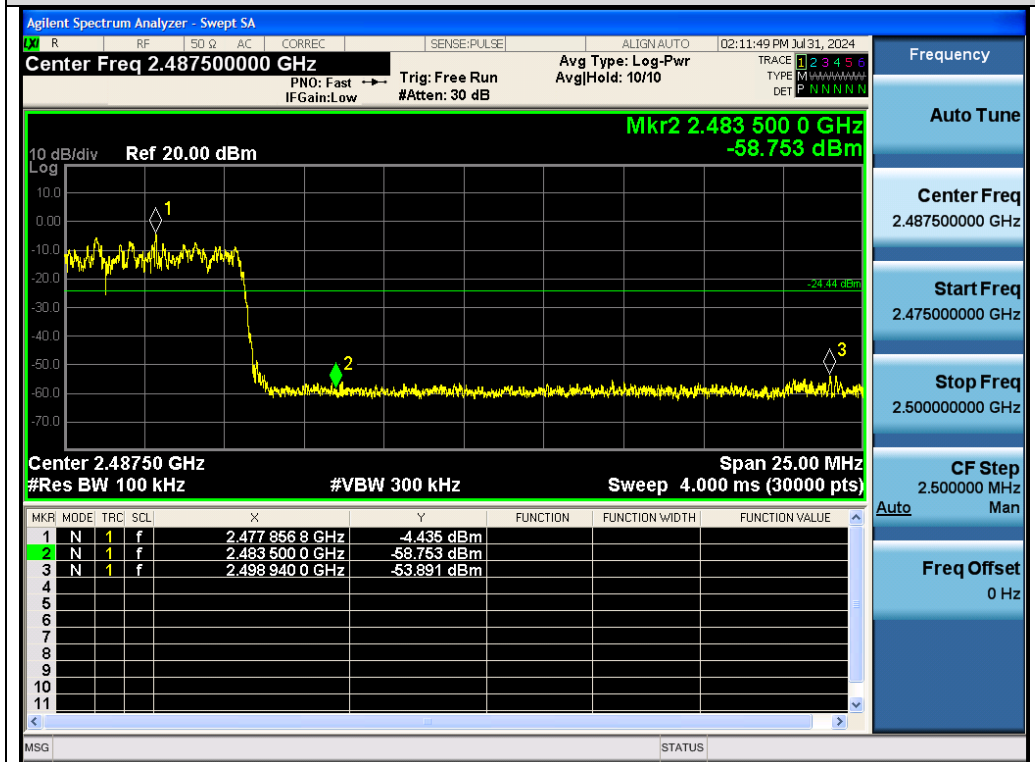 Agilent Spectrum Analyzer - Swept SA
LXI R RF 50 Ω AC CORREC SENSE:PULSE ALIGN AUTO 02:11:49 PM Jul 31, 2024
Center Freq 2.487500000 GHz
PNO: Fast
IFGain:Low
Trig: Free Run
#Atten: 30 dB
Avg Type: Log-Pwr
Avg|Hold: 10/10
TRACE 1 2 3 4 5 6
TYPE M WWWWW
DET P N N N N N
Mkr2 2.483 500 0 GHz
-58.753 dBm
10 dB/div Ref 20.00 dBm
Log
10.0
0.00
-10.0
-20.0
-30.0
-40.0
-50.0
-60.0
-70.0
1
2
3
-24.44 dBm
Center 2.48750 GHz Span 25.00 MHz
#Res BW 100 kHz #VBW 300 kHz Sweep 4.000 ms (30000 pts)
MKR MODE TRC SCL X Y FUNCTION FUNCTION WIDTH FUNCTION VALUE
1 N 1 f 2.477 856 8 GHz -4.435 dBm
2 N 1 f 2.483 500 0 GHz -58.753 dBm
3 N 1 f 2.498 940 0 GHz -53.891 dBm
4
5
6
7
8
9
10
11
MSG STATUS
Frequency
Auto Tune
Center Freq
2.487500000 GHz
Start Freq
2.475000000 GHz
Stop Freq
2.500000000 GHz
CF Step
2.500000 MHz
Auto Man
Freq Offset
0 Hz